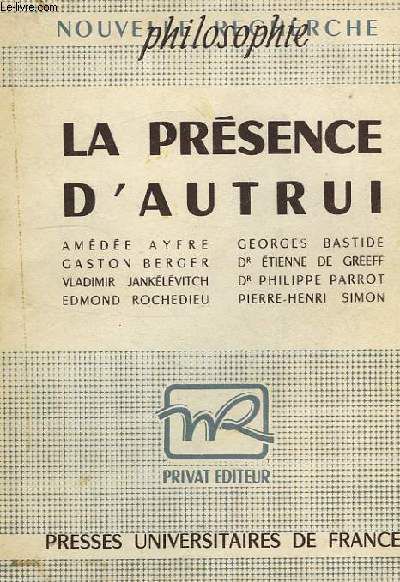 Le-livre.com
NOUVELLE RECHERCHE
philosophie
LA PRÉSENCE
D'AUTRUI
AMÉDÉE AYFRE
GASTON BERGER
VLADIMIR JANKÉLÉVITCH
EDMOND ROCHEDIEU
GEORGES BASTIDE
DR ÉTIENNE DE GREEFF
DR PHILIPPE PARROT
PIERRE-HENRI SIMON
NR
PRIVAT EDITEUR
PRESSES UNIVERSITAIRES DE FRANCE